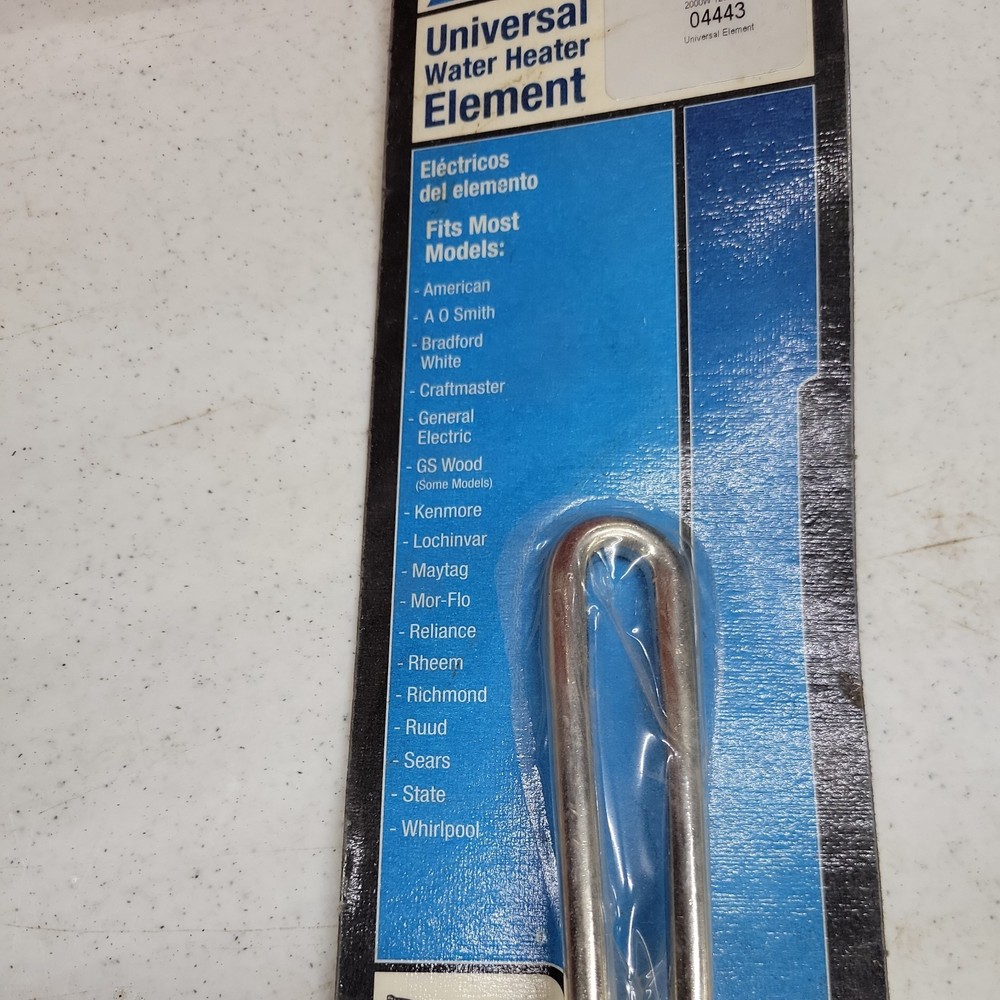 Universal
Water Heater
Element
2000W
04443
Universal Element
Eléctricos
del elemento
Fits Most
Models:
- American
- A O Smith
- Bradford
White
- Craftmaster
- General
Electric
- GS Wood
(Some Models)
- Kenmore
- Lochinvar
- Maytag
- Mor-Flo
- Reliance
- Rheem
- Richmond
- Ruud
- Sears
- State
- Whirlpool